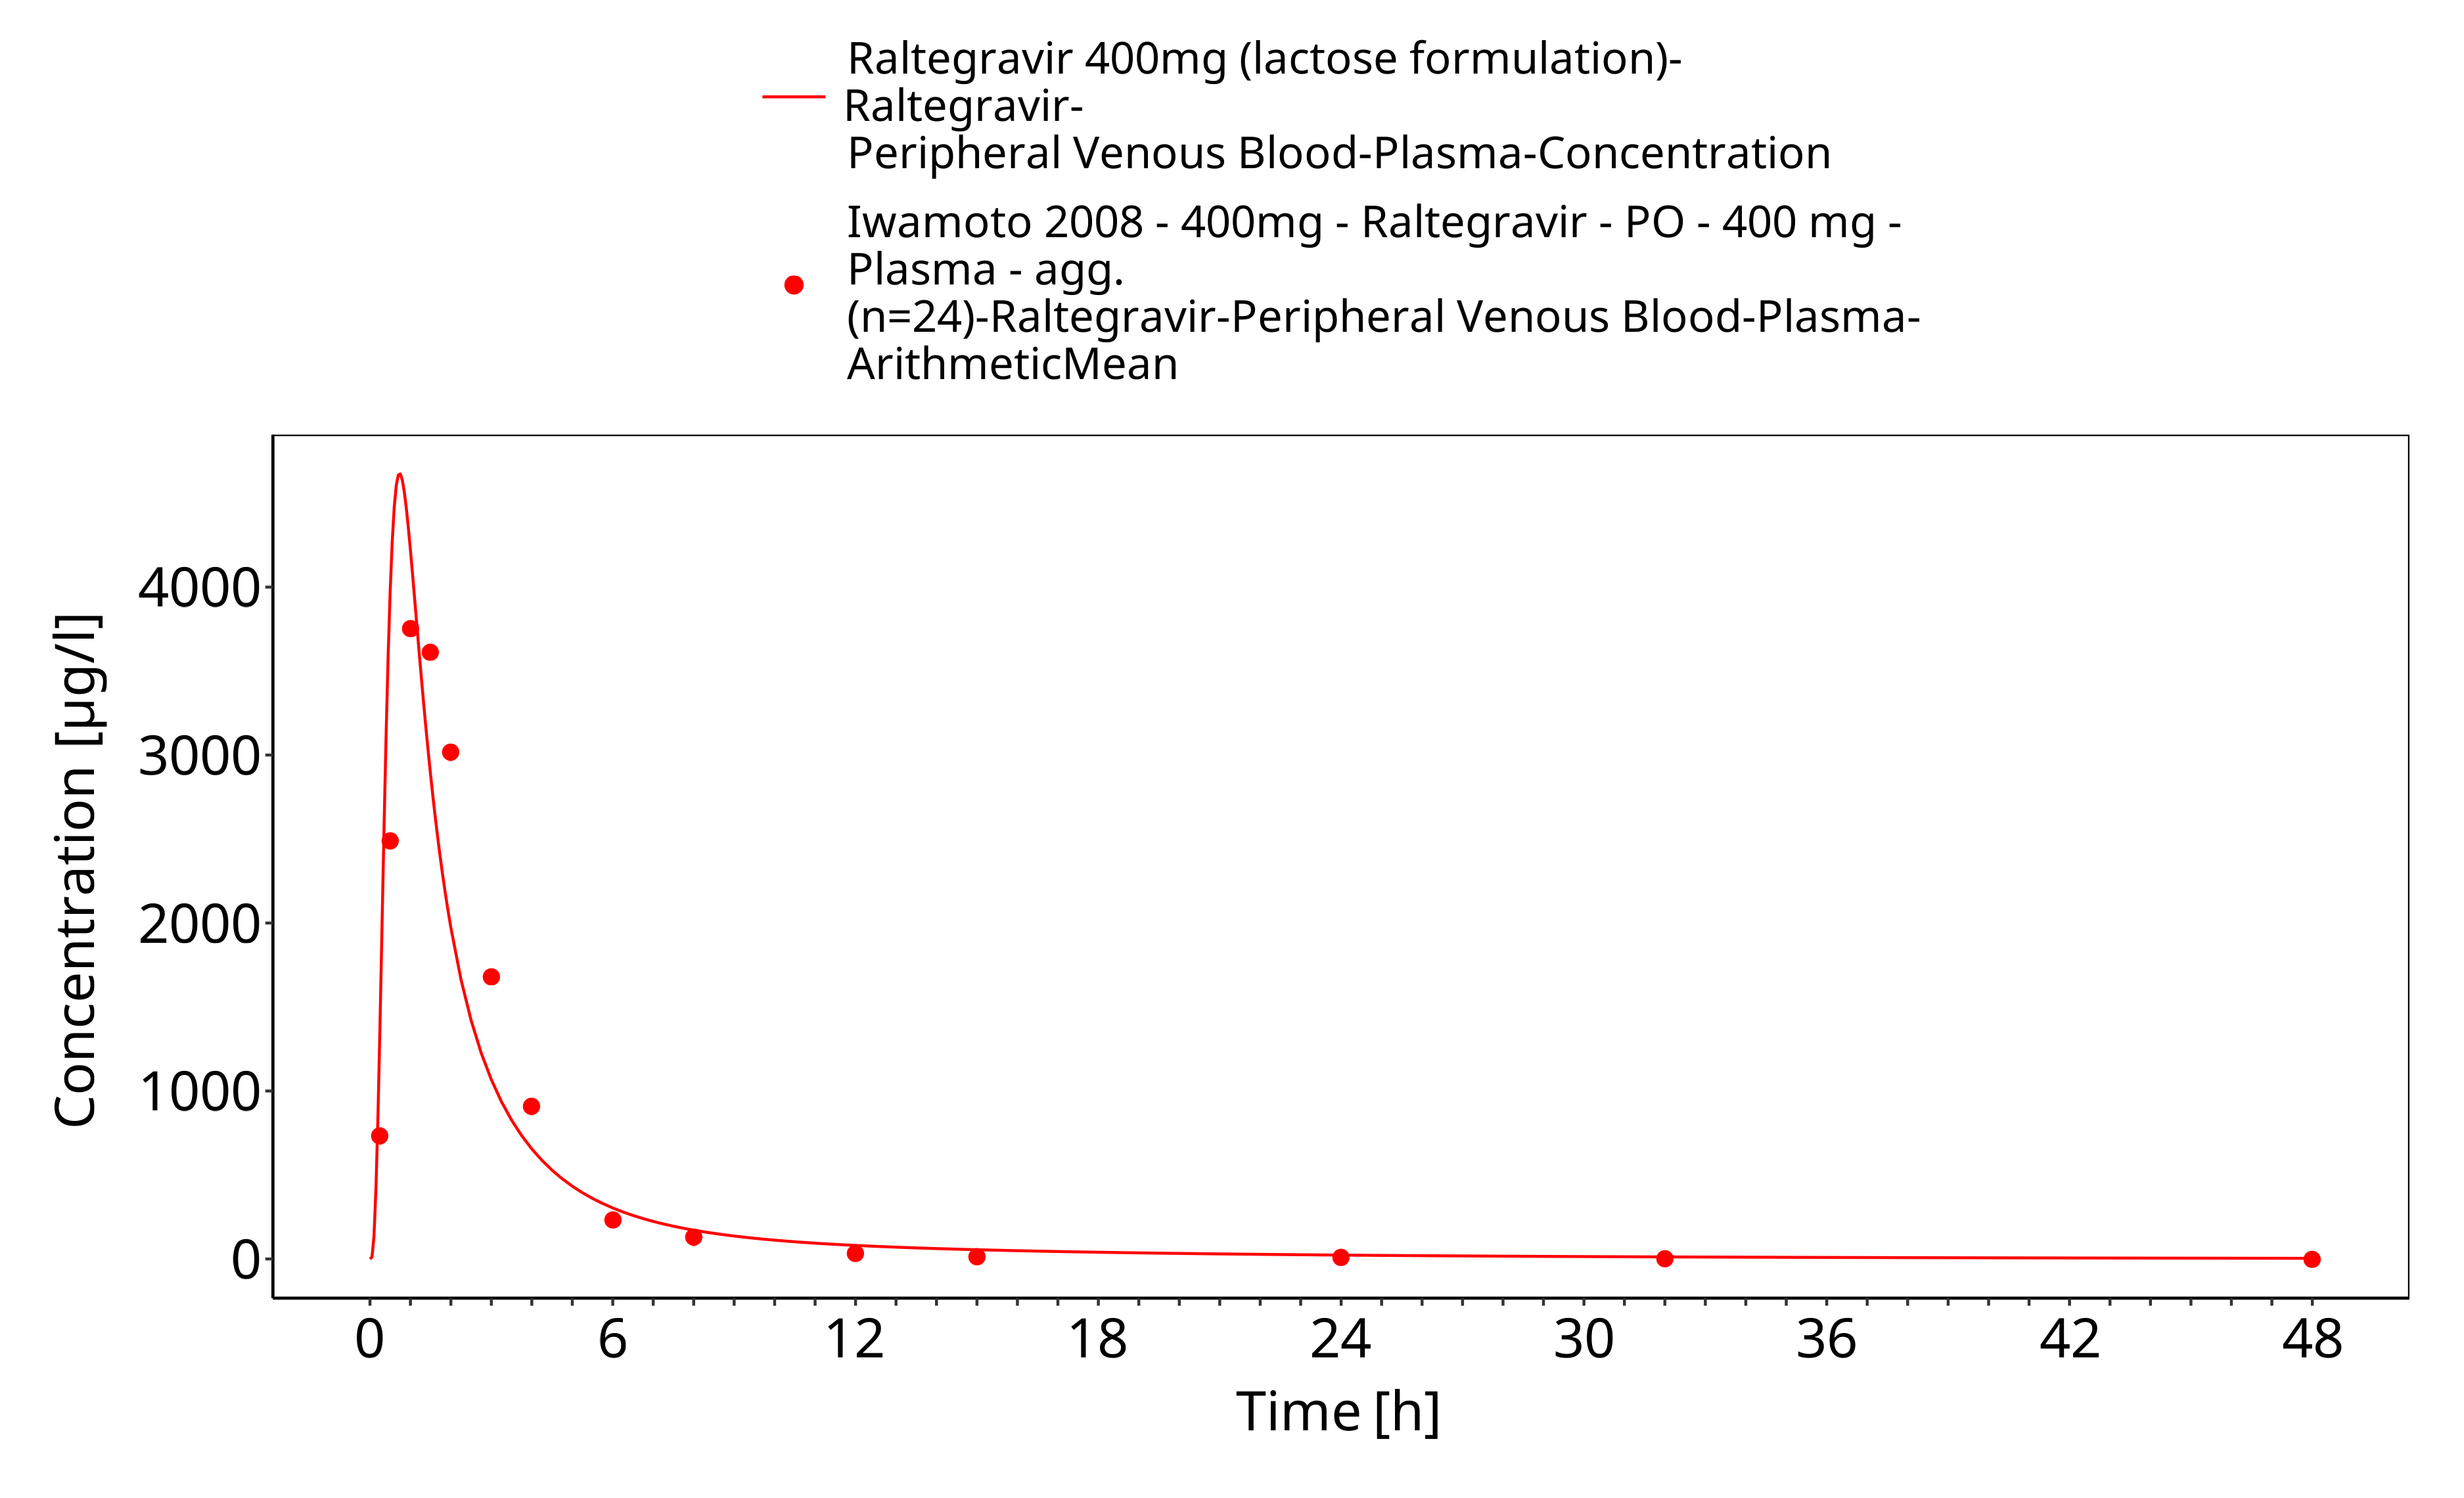 Raltegravir 400mg (lactose formulation)-
Raltegravir-
Peripheral Venous Blood-Plasma-Concentration
Iwamoto 2008 - 400mg - Raltegravir - PO - 400 mg -
Plasma - agg.
(n=24)-Raltegravir-Peripheral Venous Blood-Plasma-
ArithmeticMean
Concentration [µg/l]
4000
3000
2000
1000
0
0 6 12 18 24 30 36 42 48
Time [h]